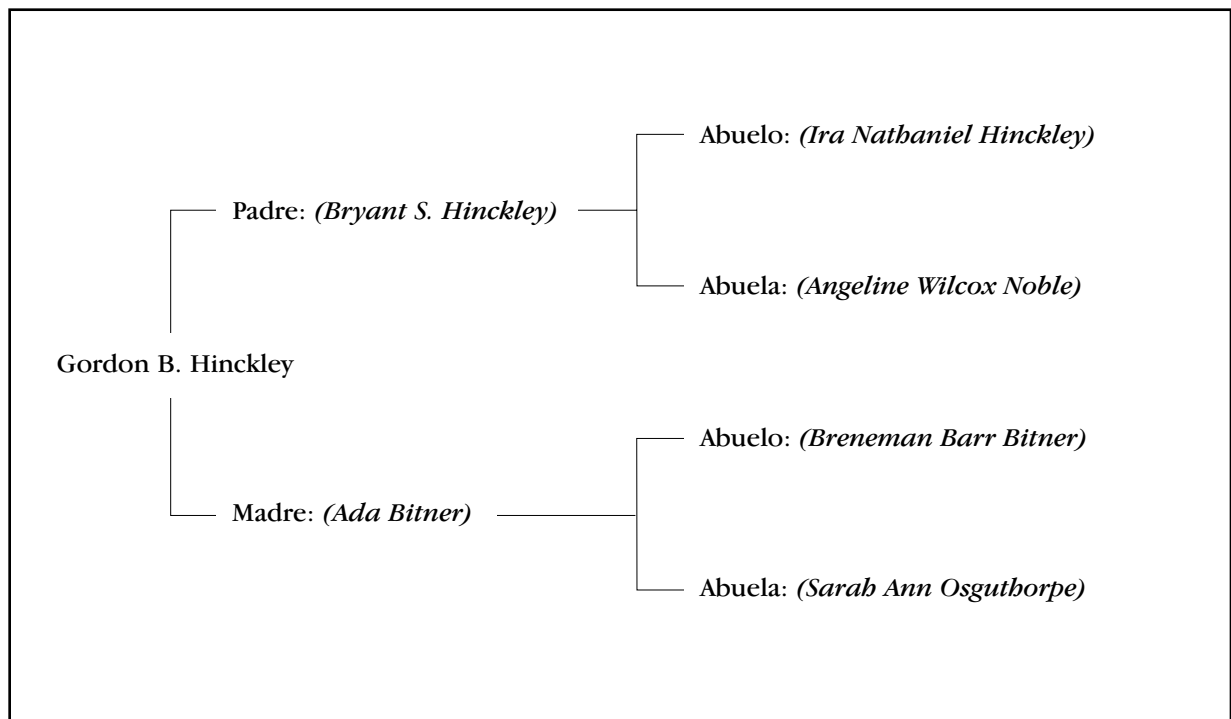 Abuelo: (Ira Nathaniel Hinckley)
Padre: (Bryant S. Hinckley)
Abuela: (Angeline Wilcox Noble)
Gordon B. Hinckley
Abuelo: (Breneman Barr Bitner)
Madre: (Ada Bitner)
Abuela: (Sarah Ann Osguthorpe)